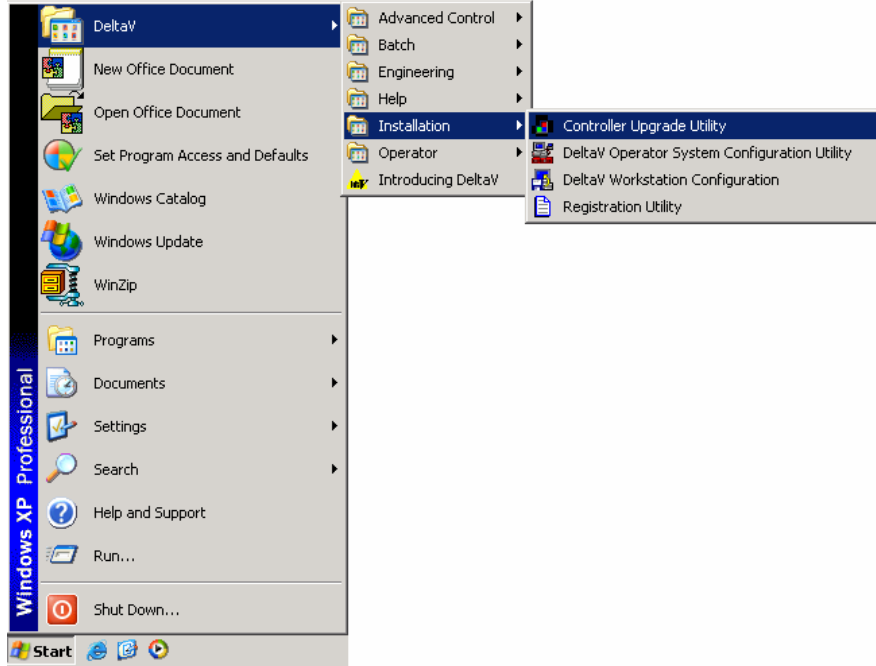 DeltaV
New Office Document
Open Office Document
Set Program Access and Defaults
Windows Catalog
Windows Update
WinZip
Programs
Documents
Settings
Search
Help and Support
Run...
Shut Down...
Windows XP Professional
Start
Advanced Control
Batch
Engineering
Help
Installation
Operator
Introducing DeltaV
Controller Upgrade Utility
DeltaV Operator System Configuration Utility
DeltaV Workstation Configuration
Registration Utility